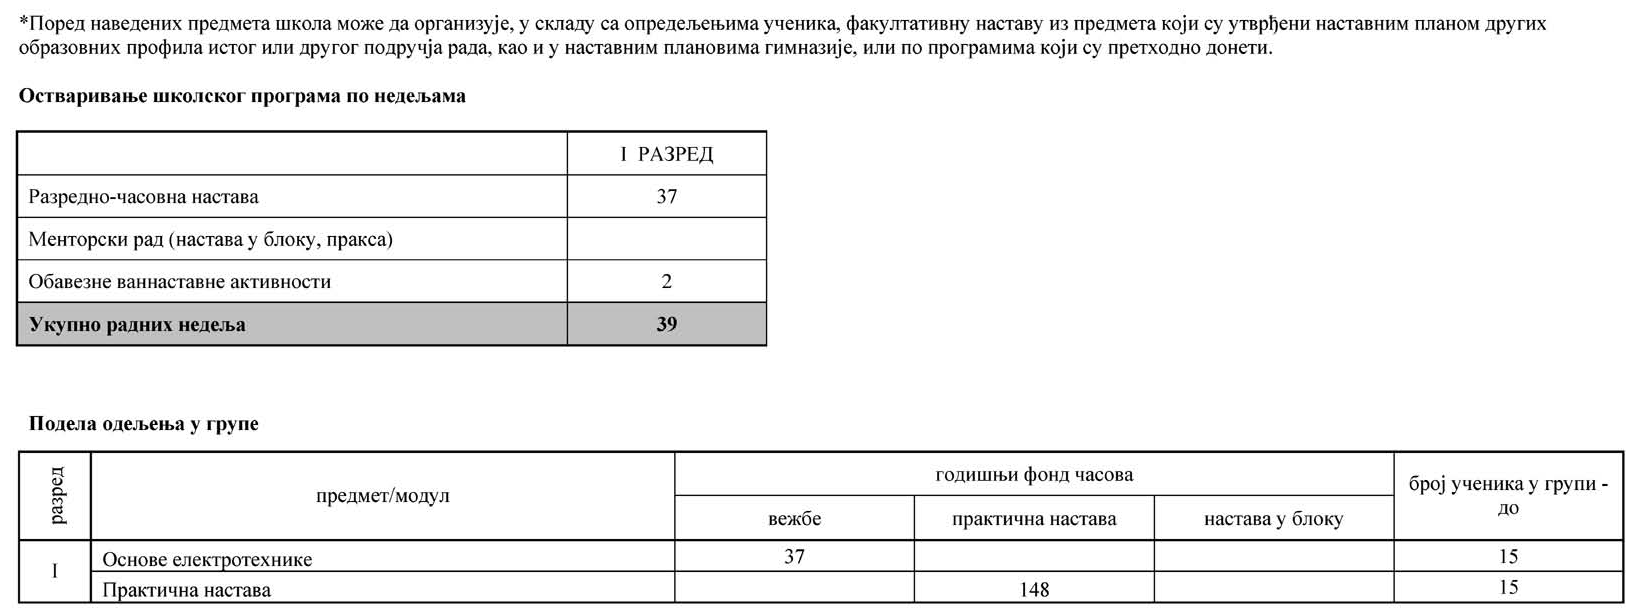 *Поред наведених предмета школа може да организује, у складу са опредељењима ученика, факултативну наставу из предмета који су утврђени наставним планом других
образовних профила истог или другог подручја рада, као и у наставним плановима гимназије, или по програмима који су претходно донети.
Остваривање школског програма по недељама
I РАЗРЕД
Разредно-часовна настава 37
Менторски рад (настава у блоку, пракса)
Обавезне ваннаставне активности 2
Укупно радних недеља 39
Подела одељења у групе
разред предмет/модул годишњи фонд часова број ученика у групи -
до
вежбе практична настава настава у блоку
I Основе електротехнике 37 15
Практична настава 148 15